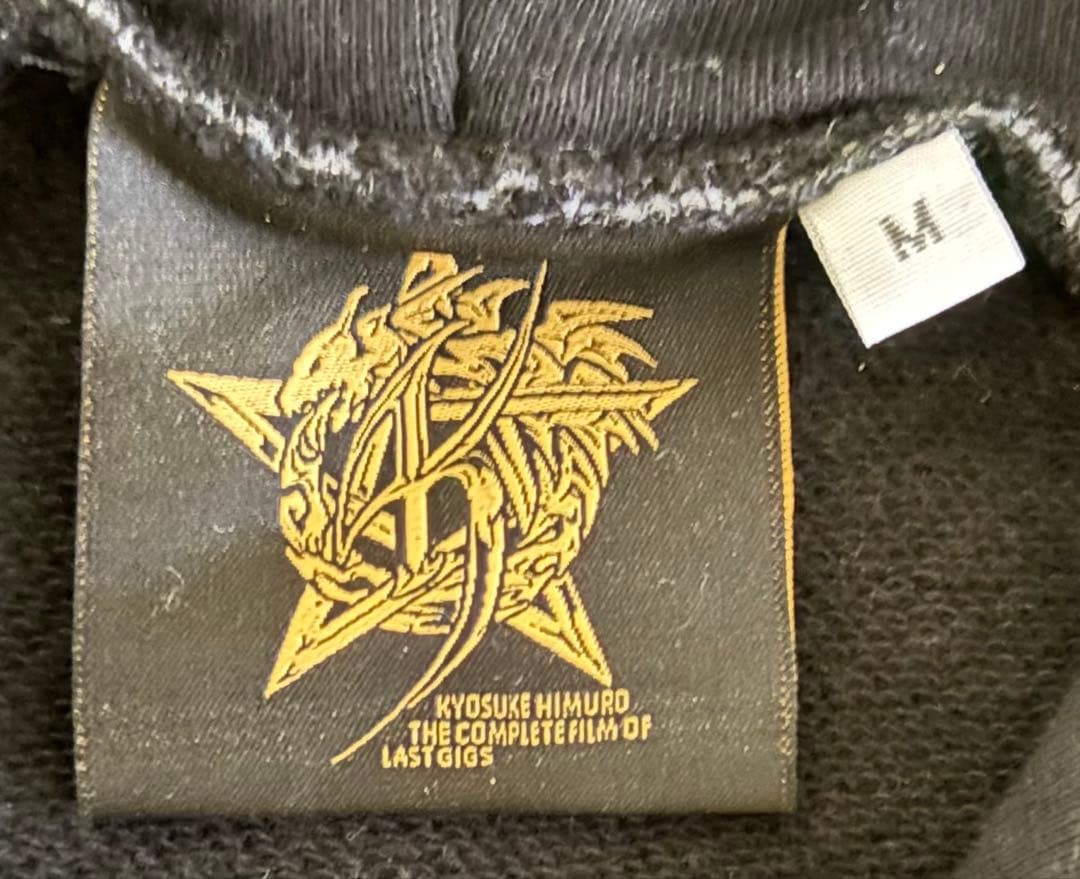 M
KYOSUKE HIMURO
THE COMPLETE FILM OF
LAST GIGS